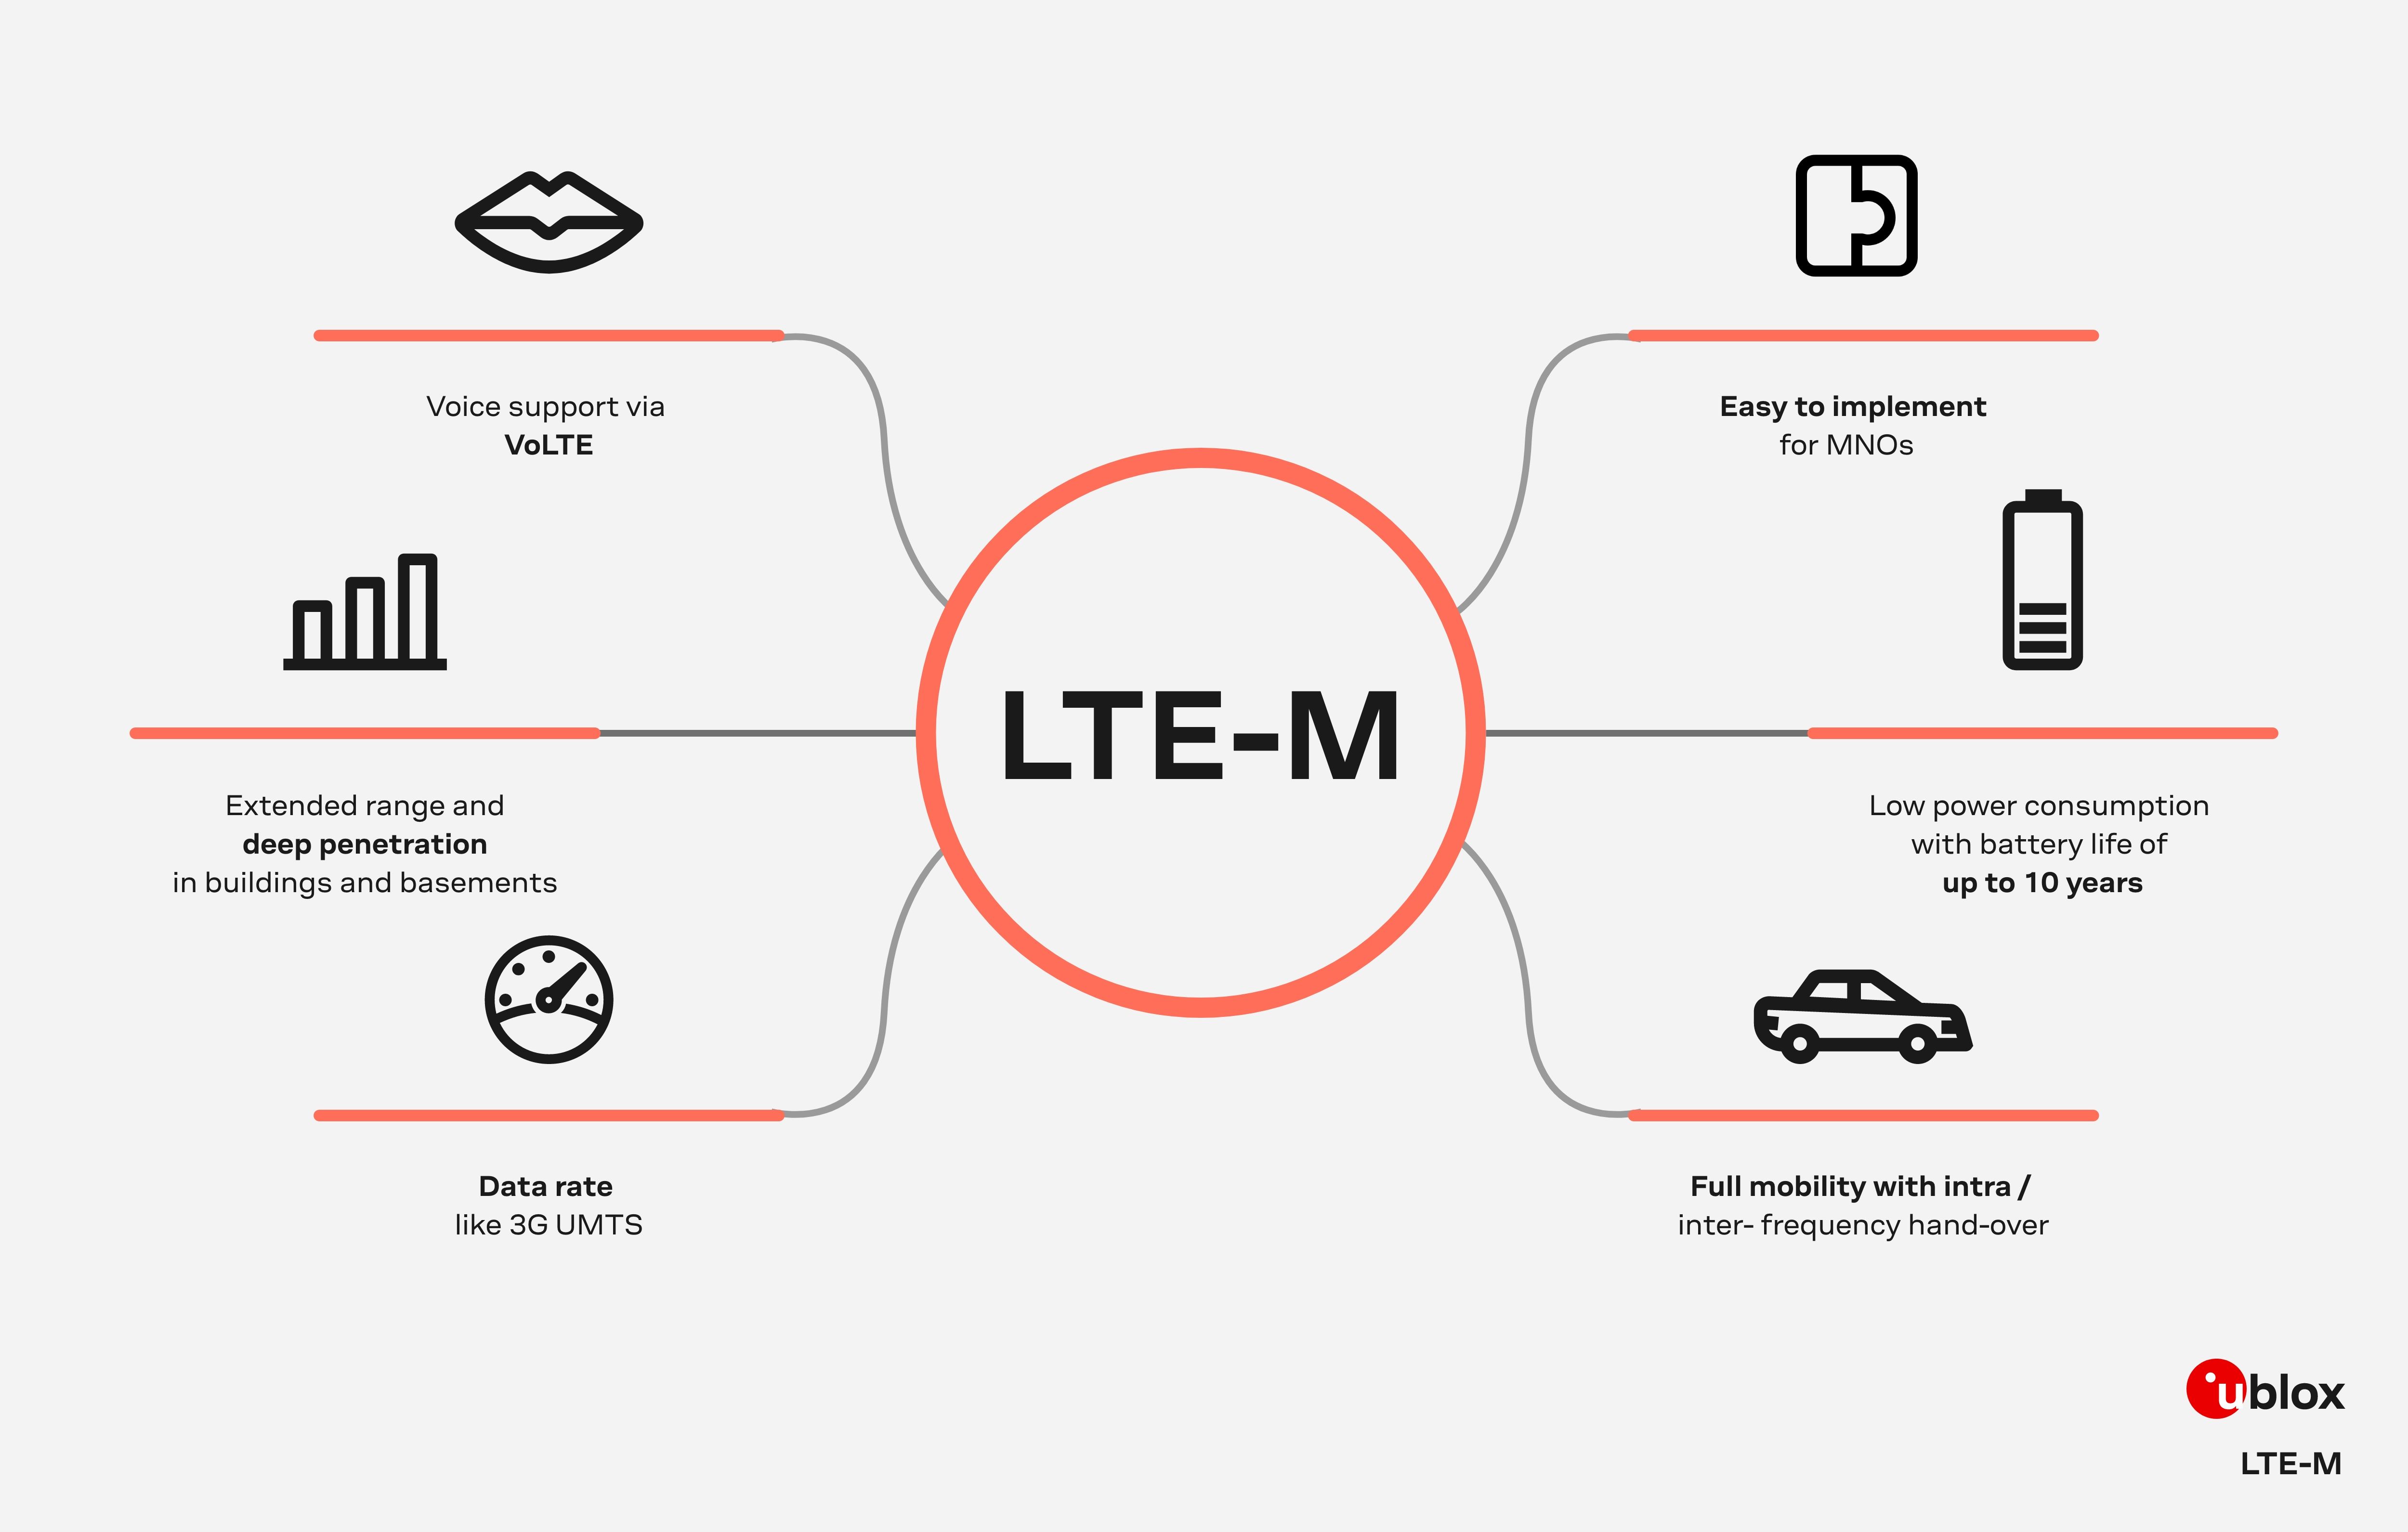 Voice support via
VoLTE
Easy to implement
for MNOs
LTE-M
Extended range and
deep penetration
in buildings and basements
Low power consumption
with battery life of
up to 10 years
Data rate
like 3G UMTS
Full mobility with intra /
inter- frequency hand-over
ublox
LTE-M